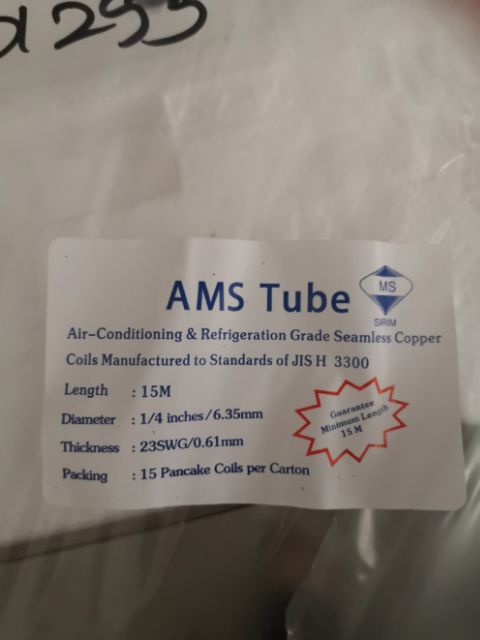 AMS Tube
MS
SIRIM
Air-Conditioning & Refrigeration Grade Seamless Copper
Coils Manufactured to Standards of JIS H 3300
Length : 15M
Diameter : 1/4 inches/6.35mm
Thickness : 23SWG/0.61mm
Packing : 15 Pancake Coils per Carton
Guarantee
Minimum Length
15 M